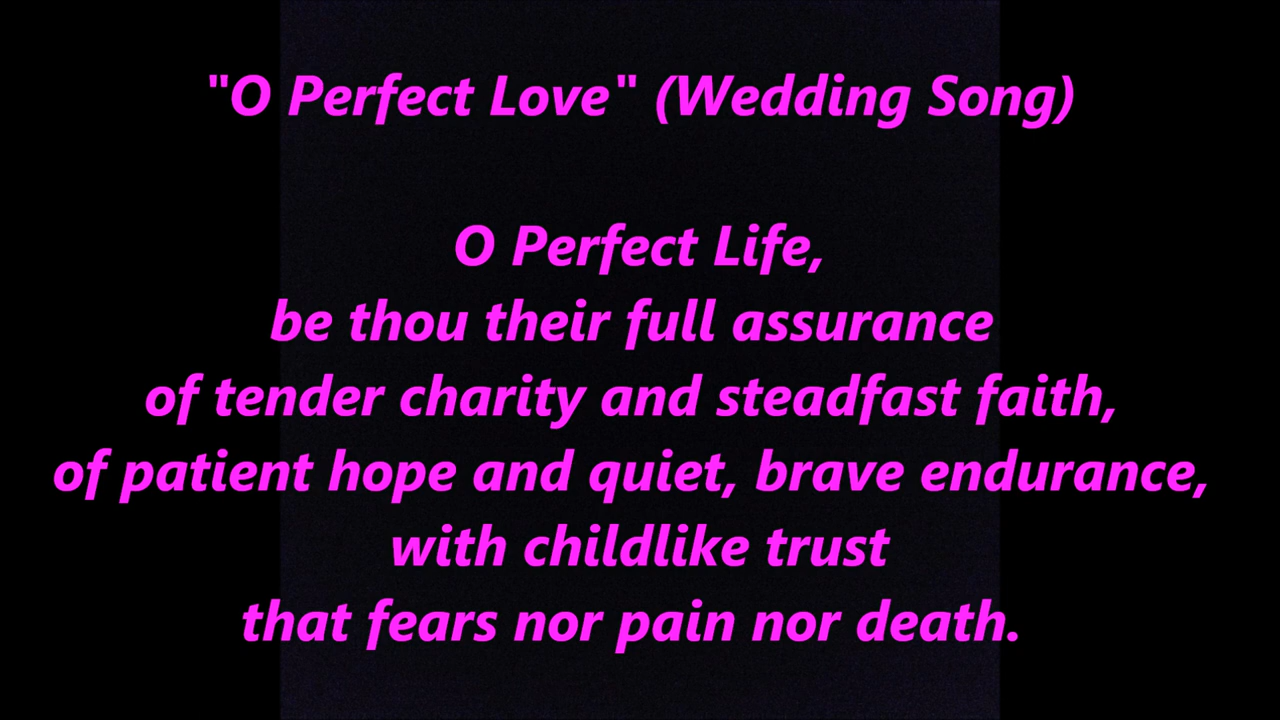 "O Perfect Love" (Wedding Song)
O Perfect Life,
be thou their full assurance
of tender charity and steadfast faith,
of patient hope and quiet, brave endurance,
with childlike trust
that fears nor pain nor death.